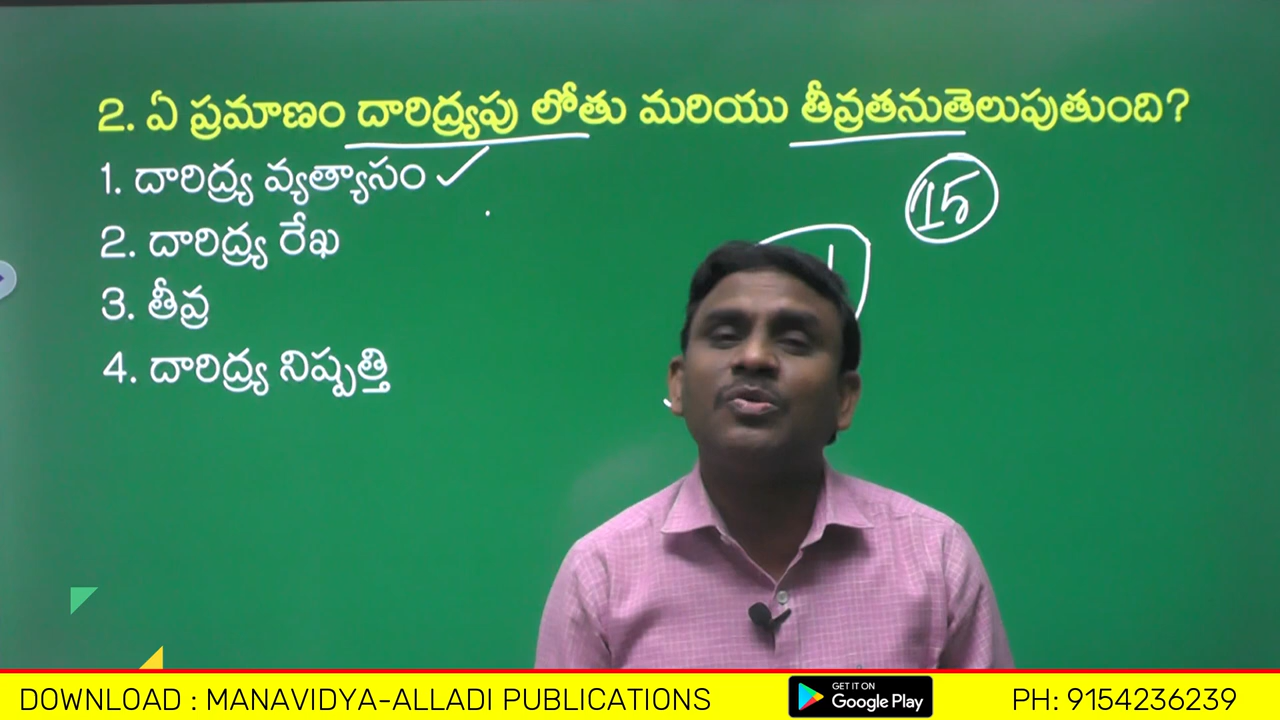 2. ఏ ప్రమాణం దారిద్ర్యపు లోతు మరియు తీవ్రతనుతెలుపుతుంది?
1. దారిద్ర్య వ్యత్యాసం
15
2. దారిద్ర్య రేఖ
3. తీవ్ర
4. దారిద్ర్య నిష్పత్తి
DOWNLOAD : MANAVIDYA-ALLADI PUBLICATIONS
GET IT ON
Google Play
PH: 9154236239